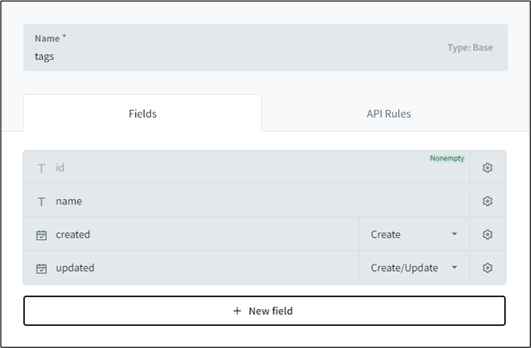 Name *
tags
Type: Base
Fields
API Rules
Nonempty
T id
T name
created
Create
updated
Create/Update
+ New field